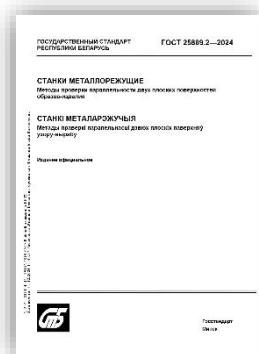 ГОСУДАРСТВЕННЫЙ СТАНДАРТ
РЕСПУБЛИКИ БЕЛАРУСЬ
ГОСТ 25889.2—2024
СТАНКИ МЕТАЛЛОРЕЖУЩИЕ
Методы проверки параллельности двух плоских поверхностей
образца-изделия
СТАНКІ МЕТАЛАРЭЖУЧЫЯ
Метады праверкі паралельнасці дзвюх плоскіх паверхняў
узору-вырабу
Издание официальное
Госстандарт
Минск